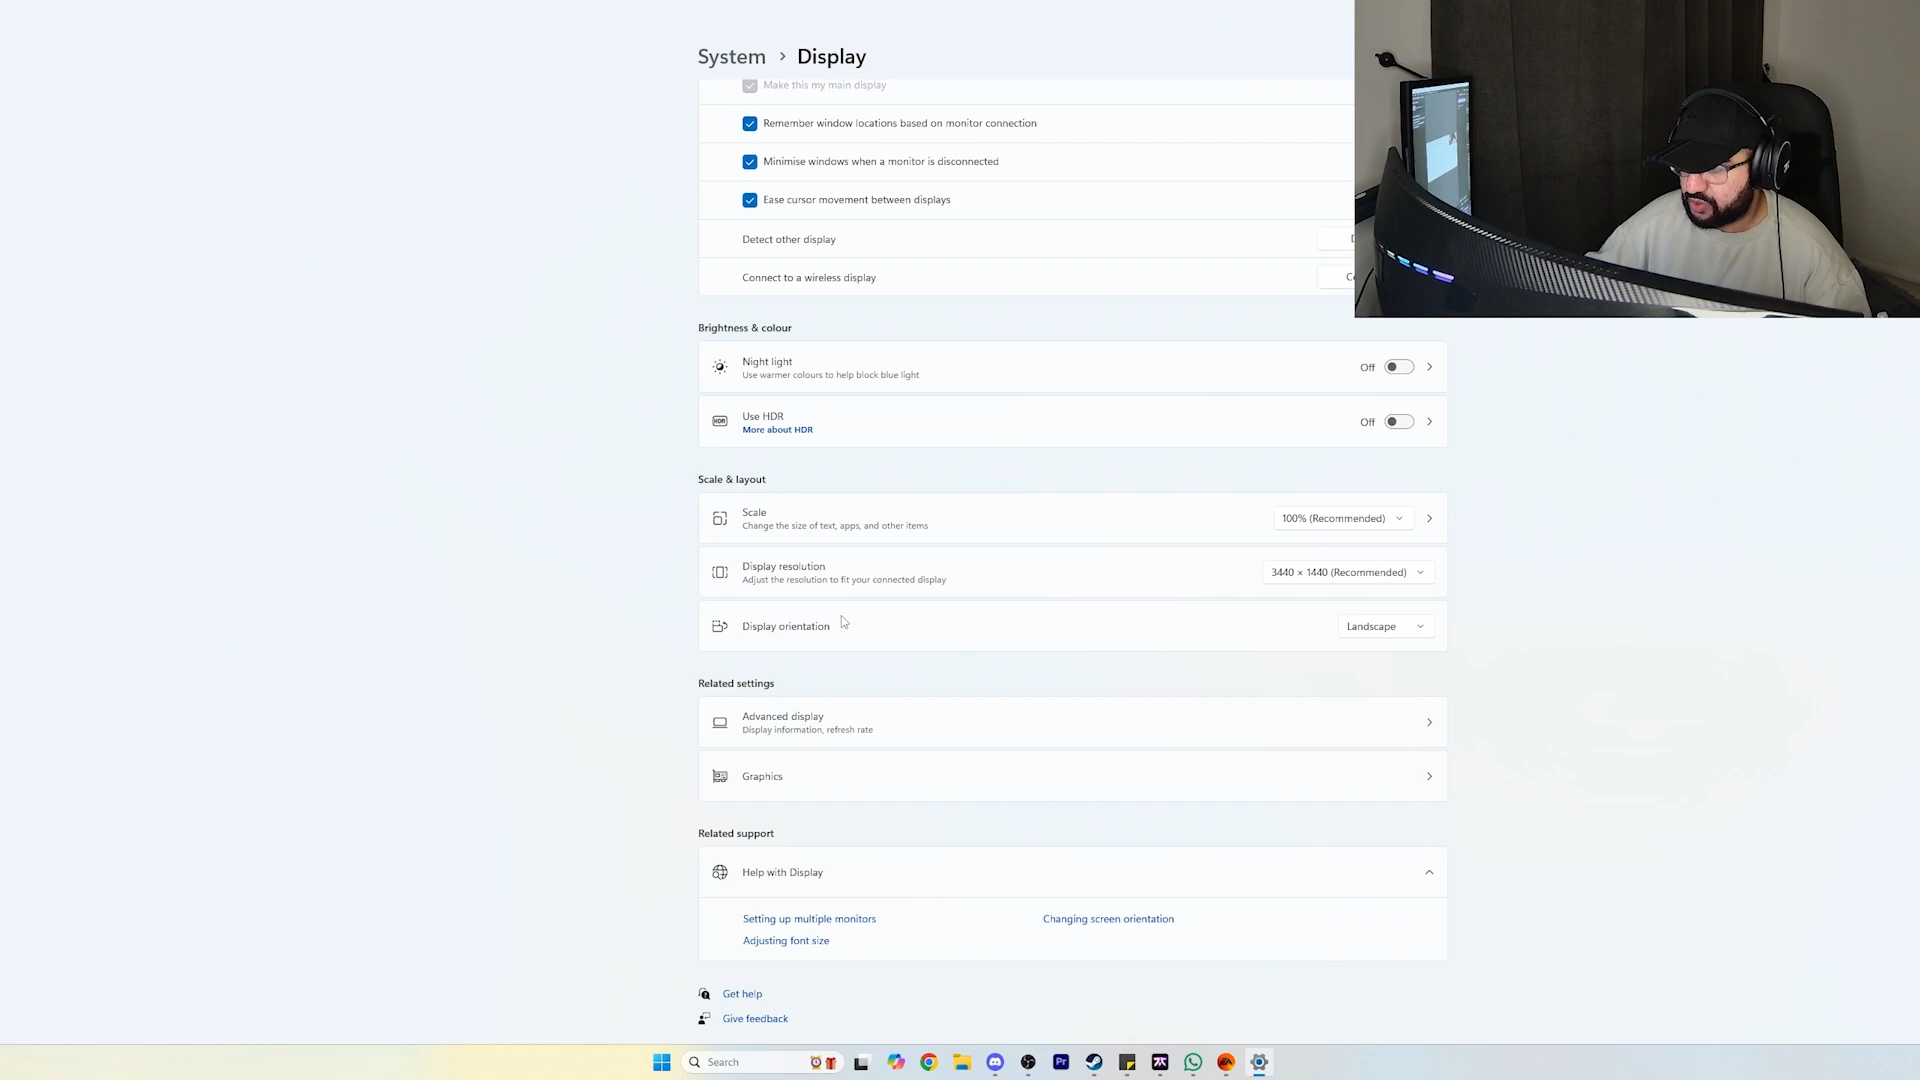 System > Display
Make this my main display
Remember window locations based on monitor connection
Minimise windows when a monitor is disconnected
Ease cursor movement between displays
Detect other display
Connect to a wireless display
Brightness & colour
Night light
Use warmer colours to help block blue light
Off
HDR
Use HDR
More about HDR
Off
Scale & layout
Scale
Change the size of text, apps, and other items
100% (Recommended)
Display resolution
Adjust the resolution to fit your connected display
3440 × 1440 (Recommended)
Display orientation
Landscape
Related settings
Advanced display
Display information, refresh rate
Graphics
Related support
Help with Display
Setting up multiple monitors
Changing screen orientation
Adjusting font size
Get help
Give feedback
Search
Pr
EA